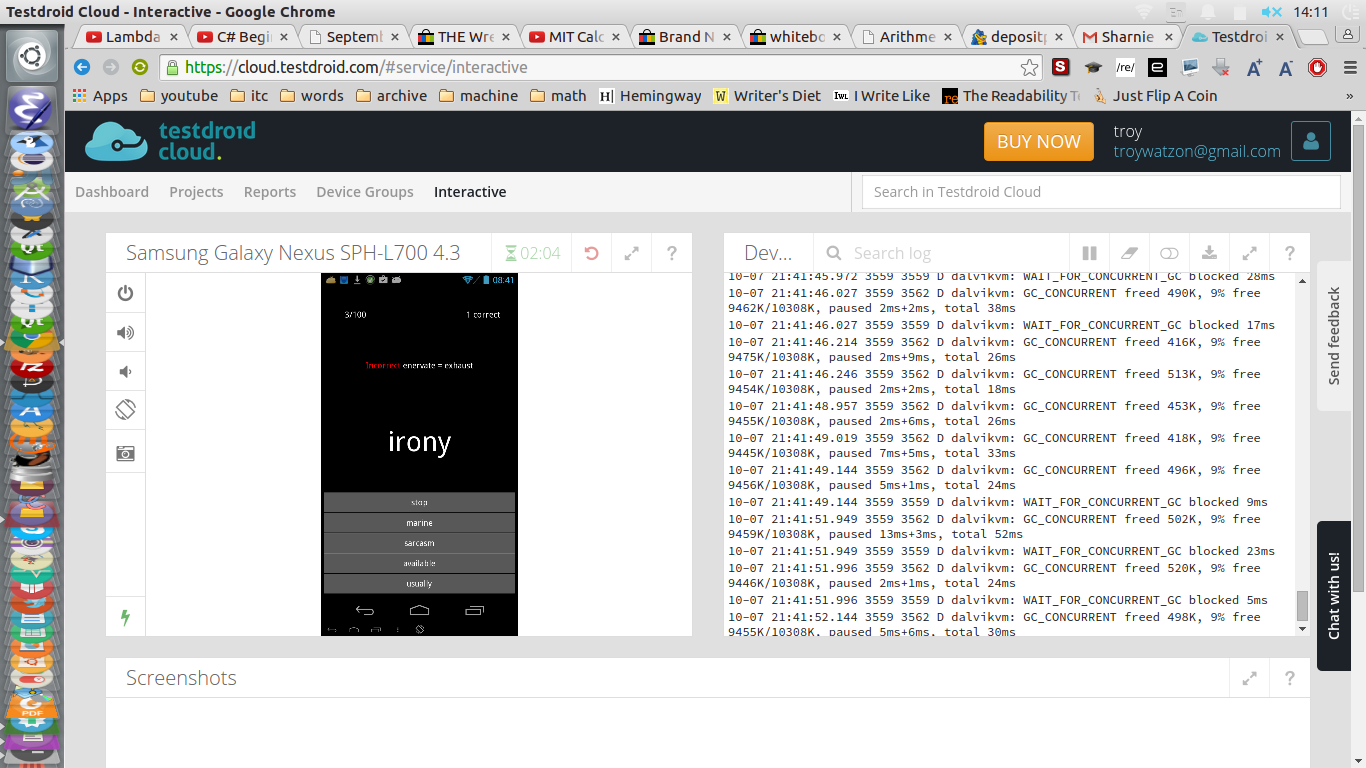 Testdroid Cloud - Interactive - Google Chrome
14:11
Lambda
C# Begi
Septem
THE Wre
MIT Calc
Brand N
whitebo
Arithme
depositp
Sharnie
Testdroi
https://cloud.testdroid.com/#service/interactive
Apps
youtube
itc
words
archive
machine
math
Hemingway
Writer's Diet
I Write Like
The Readability T
Just Flip A Coin
»
testdroid
cloud.
BUY NOW
troy
troywatzon@gmail.com
Dashboard
Projects
Reports
Device Groups
Interactive
Search in Testdroid Cloud
Samsung Galaxy Nexus SPH-L700 4.3
02:04
?
08:41
3/100
1 correct
Incorrect enervate = exhaust
irony
stop
marine
sarcasm
available
usually
Dev...
Search log
?
10-07 21:41:45.972 3559 3559 D dalvikvm: WAIT_FOR_CONCURRENT_GC blocked 28ms
10-07 21:41:46.027 3559 3562 D dalvikvm: GC_CONCURRENT freed 490K, 9% free
9462K/10308K, paused 2ms+2ms, total 38ms
10-07 21:41:46.027 3559 3559 D dalvikvm: WAIT_FOR_CONCURRENT_GC blocked 17ms
10-07 21:41:46.214 3559 3562 D dalvikvm: GC_CONCURRENT freed 416K, 9% free
9475K/10308K, paused 2ms+9ms, total 26ms
10-07 21:41:46.246 3559 3562 D dalvikvm: GC_CONCURRENT freed 513K, 9% free
9454K/10308K, paused 2ms+2ms, total 18ms
10-07 21:41:48.957 3559 3562 D dalvikvm: GC_CONCURRENT freed 453K, 9% free
9455K/10308K, paused 2ms+6ms, total 26ms
10-07 21:41:49.019 3559 3562 D dalvikvm: GC_CONCURRENT freed 418K, 9% free
9445K/10308K, paused 7ms+5ms, total 33ms
10-07 21:41:49.144 3559 3562 D dalvikvm: GC_CONCURRENT freed 496K, 9% free
9456K/10308K, paused 5ms+1ms, total 24ms
10-07 21:41:49.144 3559 3559 D dalvikvm: WAIT_FOR_CONCURRENT_GC blocked 9ms
10-07 21:41:51.949 3559 3562 D dalvikvm: GC_CONCURRENT freed 502K, 9% free
9459K/10308K, paused 13ms+3ms, total 52ms
10-07 21:41:51.949 3559 3559 D dalvikvm: WAIT_FOR_CONCURRENT_GC blocked 23ms
10-07 21:41:51.996 3559 3562 D dalvikvm: GC_CONCURRENT freed 520K, 9% free
9446K/10308K, paused 2ms+1ms, total 24ms
10-07 21:41:51.996 3559 3559 D dalvikvm: WAIT_FOR_CONCURRENT_GC blocked 5ms
10-07 21:41:52.144 3559 3562 D dalvikvm: GC_CONCURRENT freed 498K, 9% free
9455K/10308K, paused 5ms+6ms, total 30ms
Send feedback
Chat with us!
Screenshots
?